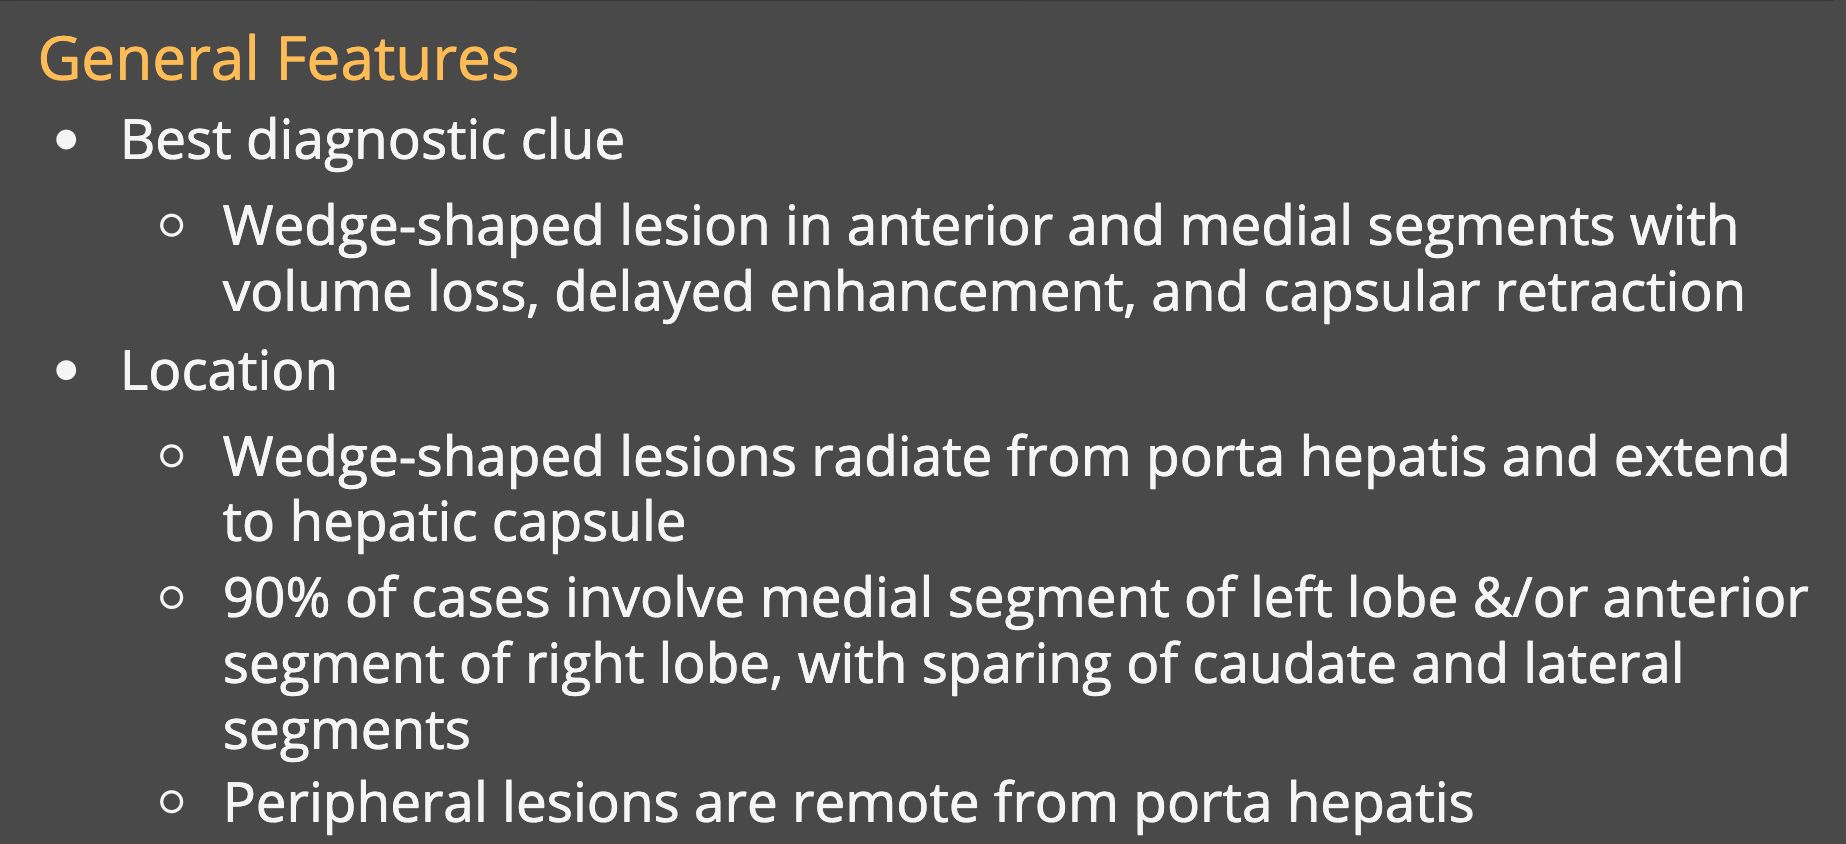 General Features
• Best diagnostic clue
○ Wedge-shaped lesion in anterior and medial segments with
volume loss, delayed enhancement, and capsular retraction
• Location
○ Wedge-shaped lesions radiate from porta hepatis and extend
to hepatic capsule
○ 90% of cases involve medial segment of left lobe &/or anterior
segment of right lobe, with sparing of caudate and lateral
segments
○ Peripheral lesions are remote from porta hepatis